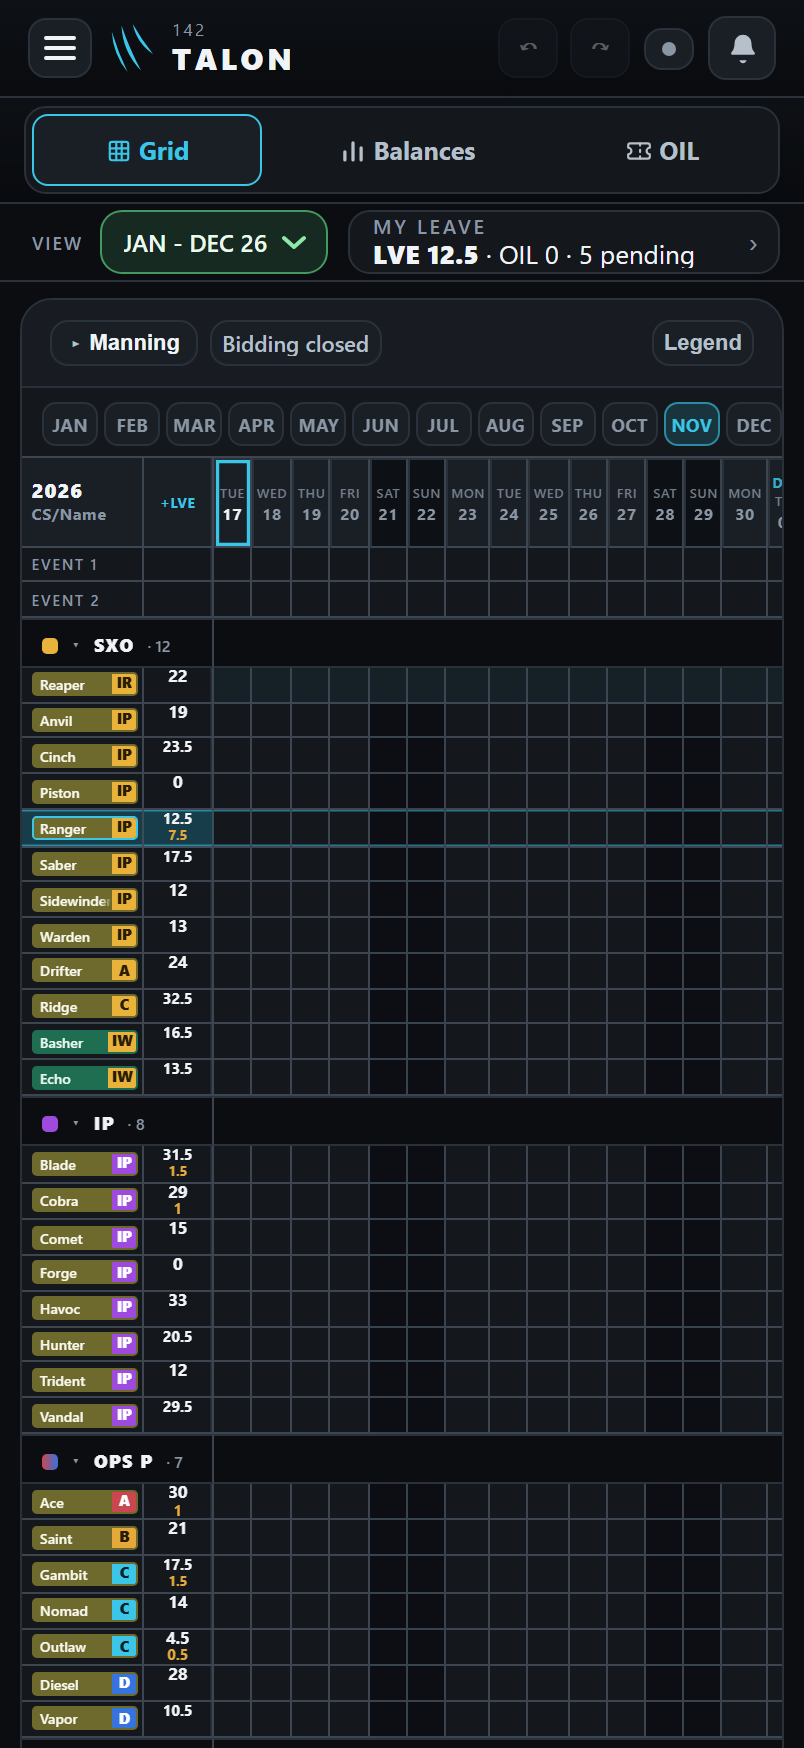 142
TALON
Grid
Balances
OIL
VIEW
JAN - DEC 26
MY LEAVE
LVE 12.5 · OIL 0 · 5 pending
Manning
Bidding closed
Legend
JAN FEB MAR APR MAY JUN JUL AUG SEP OCT NOV DEC
2026
CS/Name
+LVE
TUE 17
WED 18
THU 19
FRI 20
SAT 21
SUN 22
MON 23
TUE 24
WED 25
THU 26
FRI 27
SAT 28
SUN 29
MON 30
EVENT 1
EVENT 2
SXO · 12
Reaper IR 22
Anvil IP 19
Cinch IP 23.5
Piston IP 0
Ranger IP 12.5
7.5
Saber IP 17.5
Sidewinder IP 12
Warden IP 13
Drifter A 24
Ridge C 32.5
Basher IW 16.5
Echo IW 13.5
IP · 8
Blade IP 31.5
1.5
Cobra IP 29
1
Comet IP 15
Forge IP 0
Havoc IP 33
Hunter IP 20.5
Trident IP 12
Vandal IP 29.5
OPS P · 7
Ace A 30
1
Saint B 21
Gambit C 17.5
1.5
Nomad C 14
Outlaw C 4.5
0.5
Diesel D 28
Vapor D 10.5